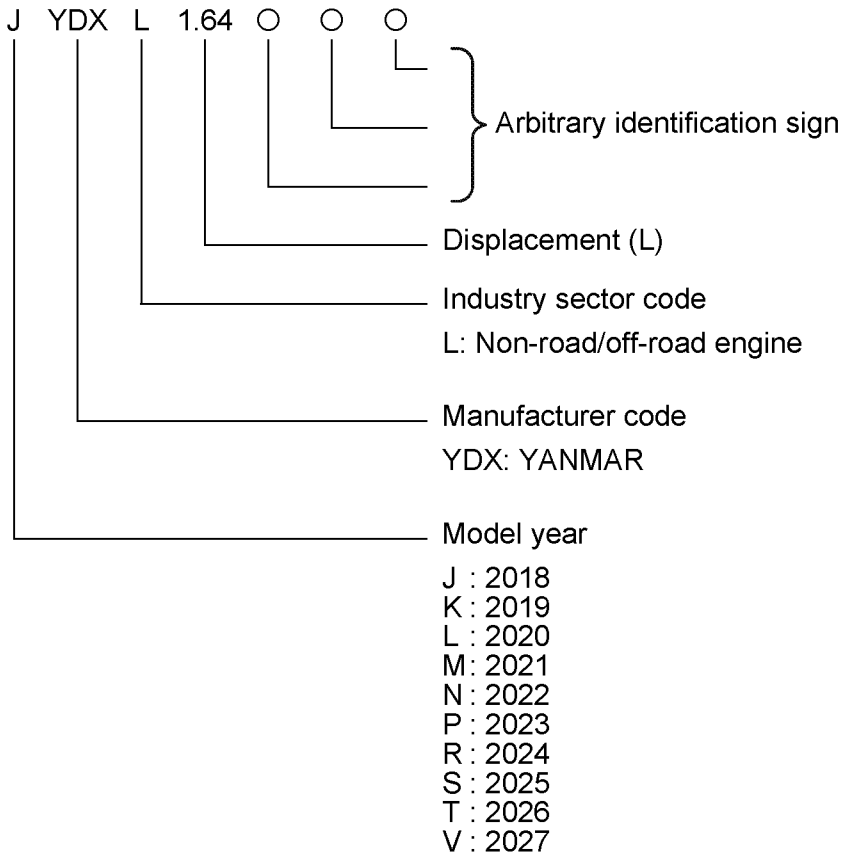 J YDX L 1.64 ○ ○ ○
Arbitrary identification sign
Displacement (L)
Industry sector code
L: Non-road/off-road engine
Manufacturer code
YDX: YANMAR
Model year
J : 2018
K : 2019
L : 2020
M : 2021
N : 2022
P : 2023
R : 2024
S : 2025
T : 2026
V : 2027